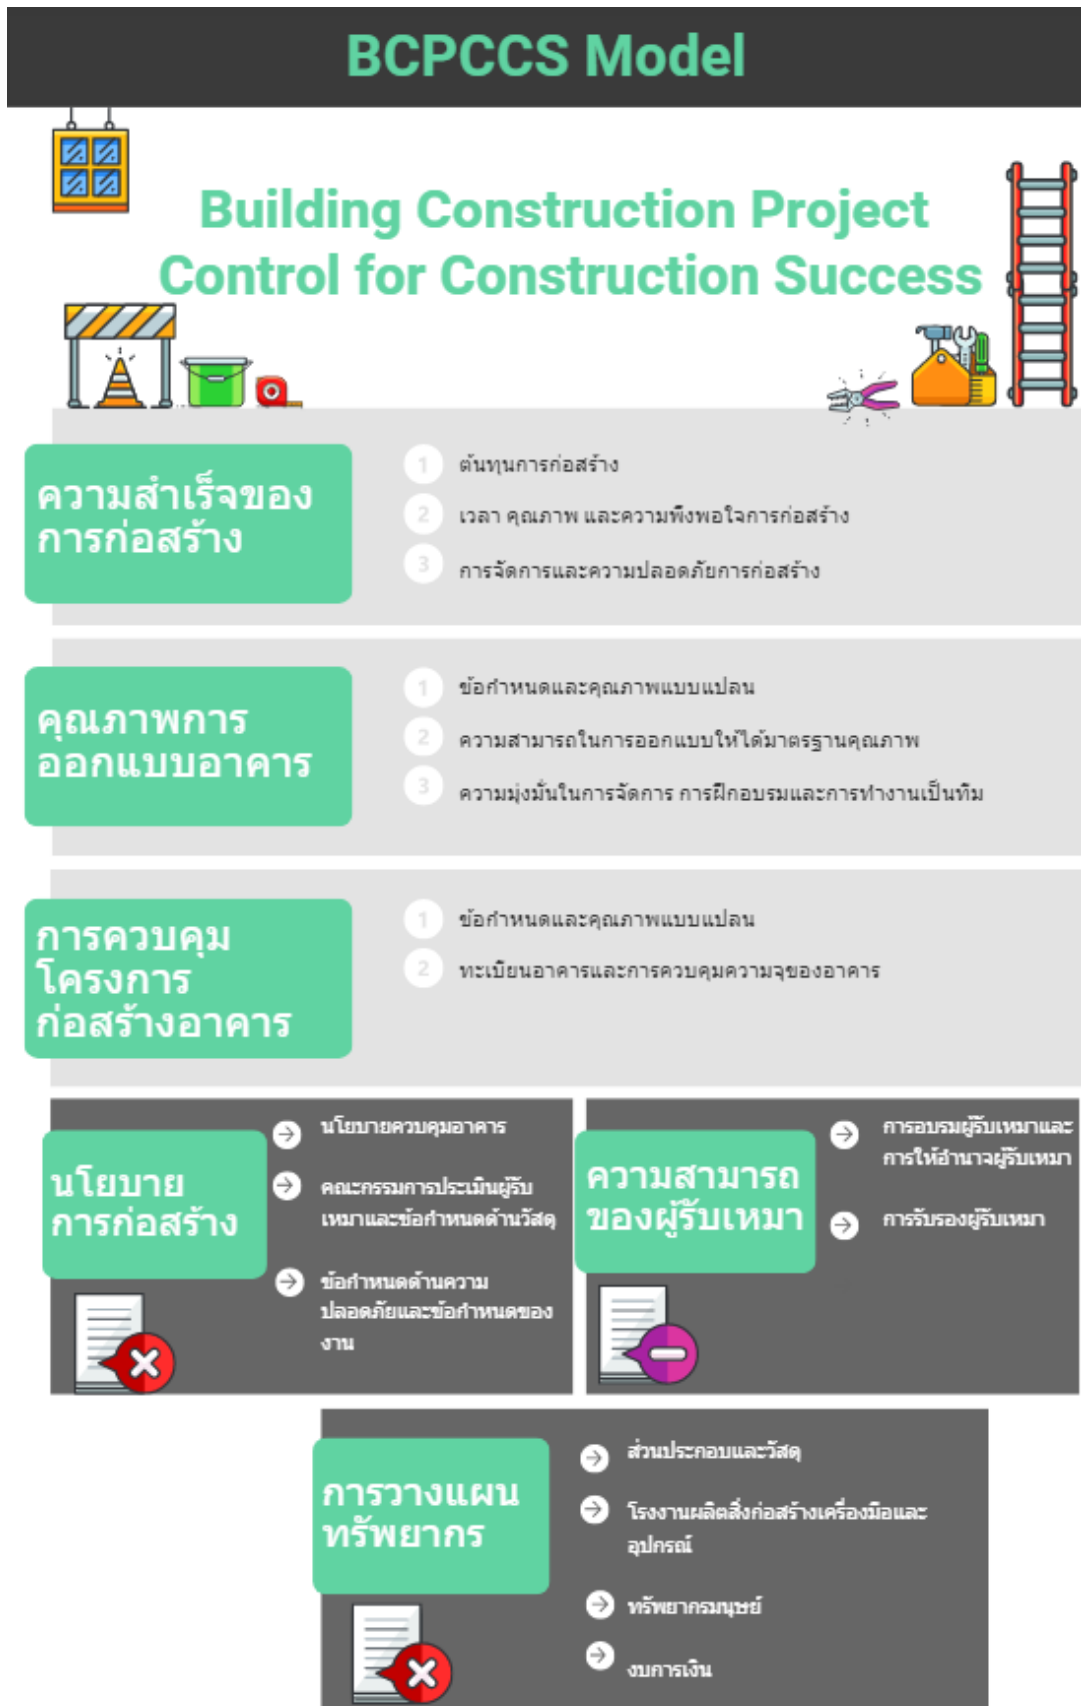 BCPCCS Model
Building Construction Project
Control for Construction Success
ความสำเร็จของ
การก่อสร้าง
1 ต้นทุนการก่อสร้าง
2 เวลา คุณภาพ และความพึงพอใจการก่อสร้าง
3 การจัดการและความปลอดภัยการก่อสร้าง
คุณภาพการ
ออกแบบอาคาร
1 ข้อกำหนดและคุณภาพแบบแปลน
2 ความสามารถในการออกแบบให้ได้มาตรฐานคุณภาพ
3 ความมุ่งมั่นในการจัดการ การฝึกอบรมและการทำงานเป็นทีม
การควบคุม
โครงการ
ก่อสร้างอาคาร
1 ข้อกำหนดและคุณภาพแบบแปลน
2 ทะเบียนอาคารและการควบคุมความจุของอาคาร
นโยบาย
การก่อสร้าง
นโยบายควบคุมอาคาร
คณะกรรมการประเมินผู้รับ
เหมาและข้อกำหนดด้านวัสดุ
ข้อกำหนดด้านความ
ปลอดภัยและข้อกำหนดของ
งาน
ความสามารถ
ของผู้รับเหมา
การอบรมผู้รับเหมาและ
การให้อำนาจผู้รับเหมา
การรับรองผู้รับเหมา
การวางแผน
ทรัพยากร
ส่วนประกอบและวัสดุ
โรงงานผลิตสิ่งก่อสร้างเครื่องมือและ
อุปกรณ์
ทรัพยากรมนุษย์
งบการเงิน